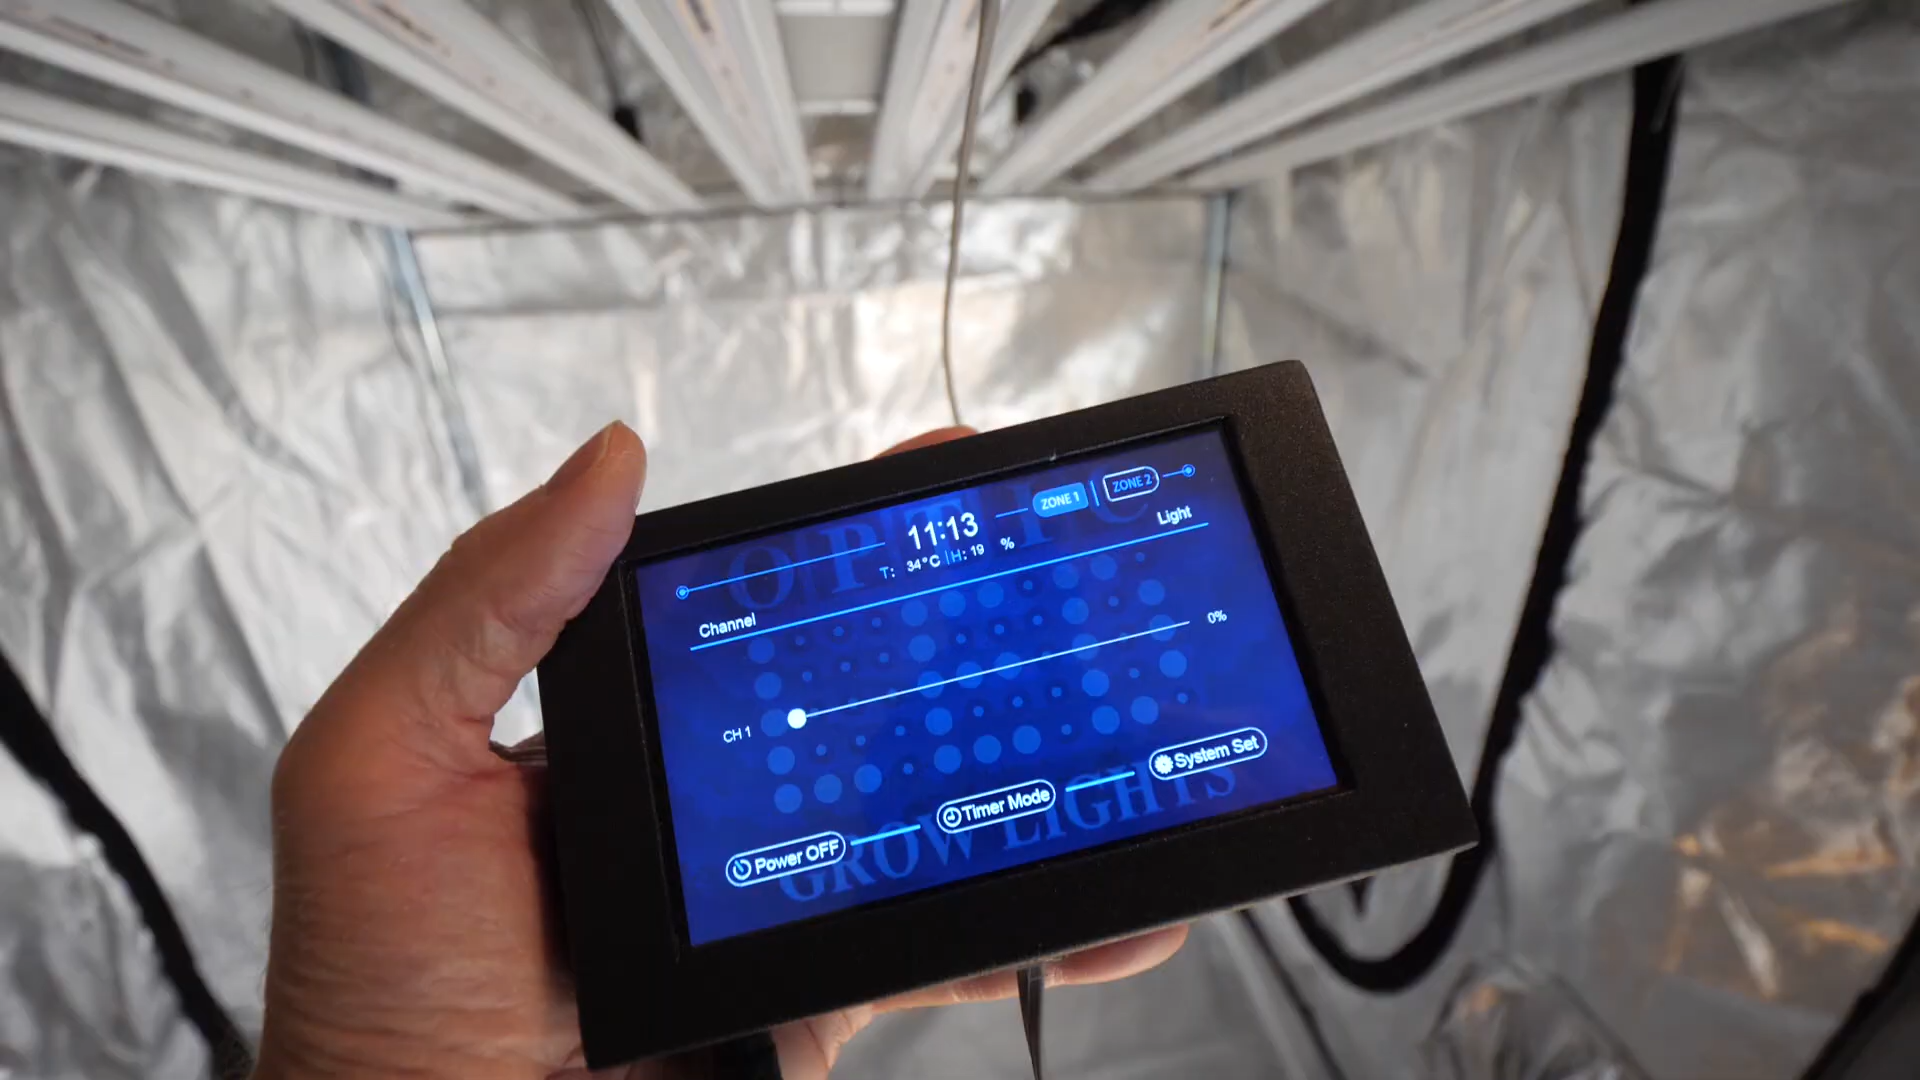 OPTIC
ZONE 1 | ZONE 2
11:13
T: 34°C | H: 19 %
Channel
Light
0%
CH 1
System Set
Timer Mode
Power OFF
GROW LIGHTS